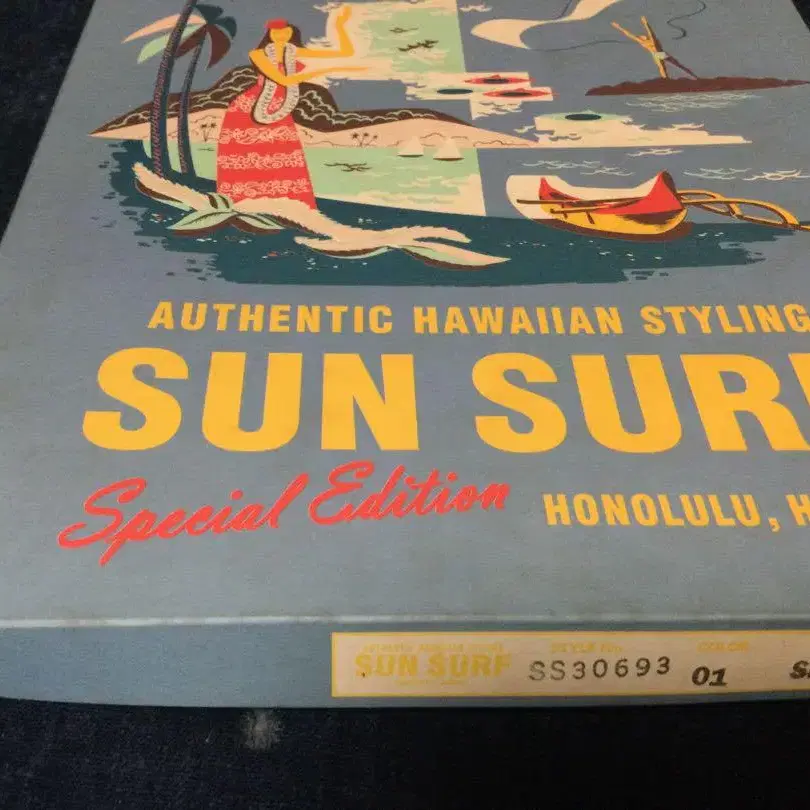 AUTHENTIC HAWAIIAN STYLING
SUN SURF
Special Edition
HONOLULU, H
SUN SURF
STYLE No.
SS30693
COLOR
01